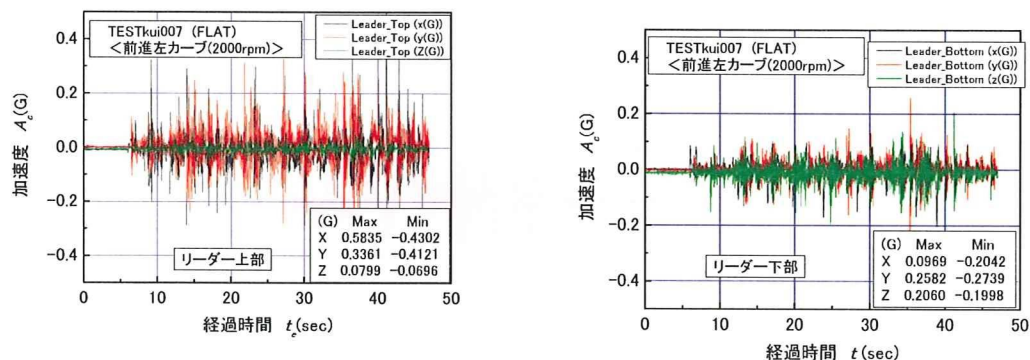 TESTkui007 (FLAT)
<前進左カーブ(2000rpm)>
Leader_Top (x(G))
Leader_Top (y(G))
Leader_Top (Z(G))
0.4
0.2
0.0
-0.2
-0.4
加速度 Ac(G)
(G) Max Min
X 0.5835 -0.4302
Y 0.3361 -0.4121
Z 0.0799 -0.0696
リーダー上部
0 10 20 30 40 50
経過時間 tc(sec)
TESTkui007 (FLAT)
<前進左カーブ(2000rpm)>
Leader_Bottom (x(G))
Leader_Bottom (y(G))
Leader_Bottom (z(G))
0.4
0.2
0.0
-0.2
-0.4
加速度 Ac(G)
(G) Max Min
X 0.0969 -0.2042
Y 0.2582 -0.2739
Z 0.2060 -0.1998
リーダー下部
0 10 20 30 40 50
経過時間 t(sec)